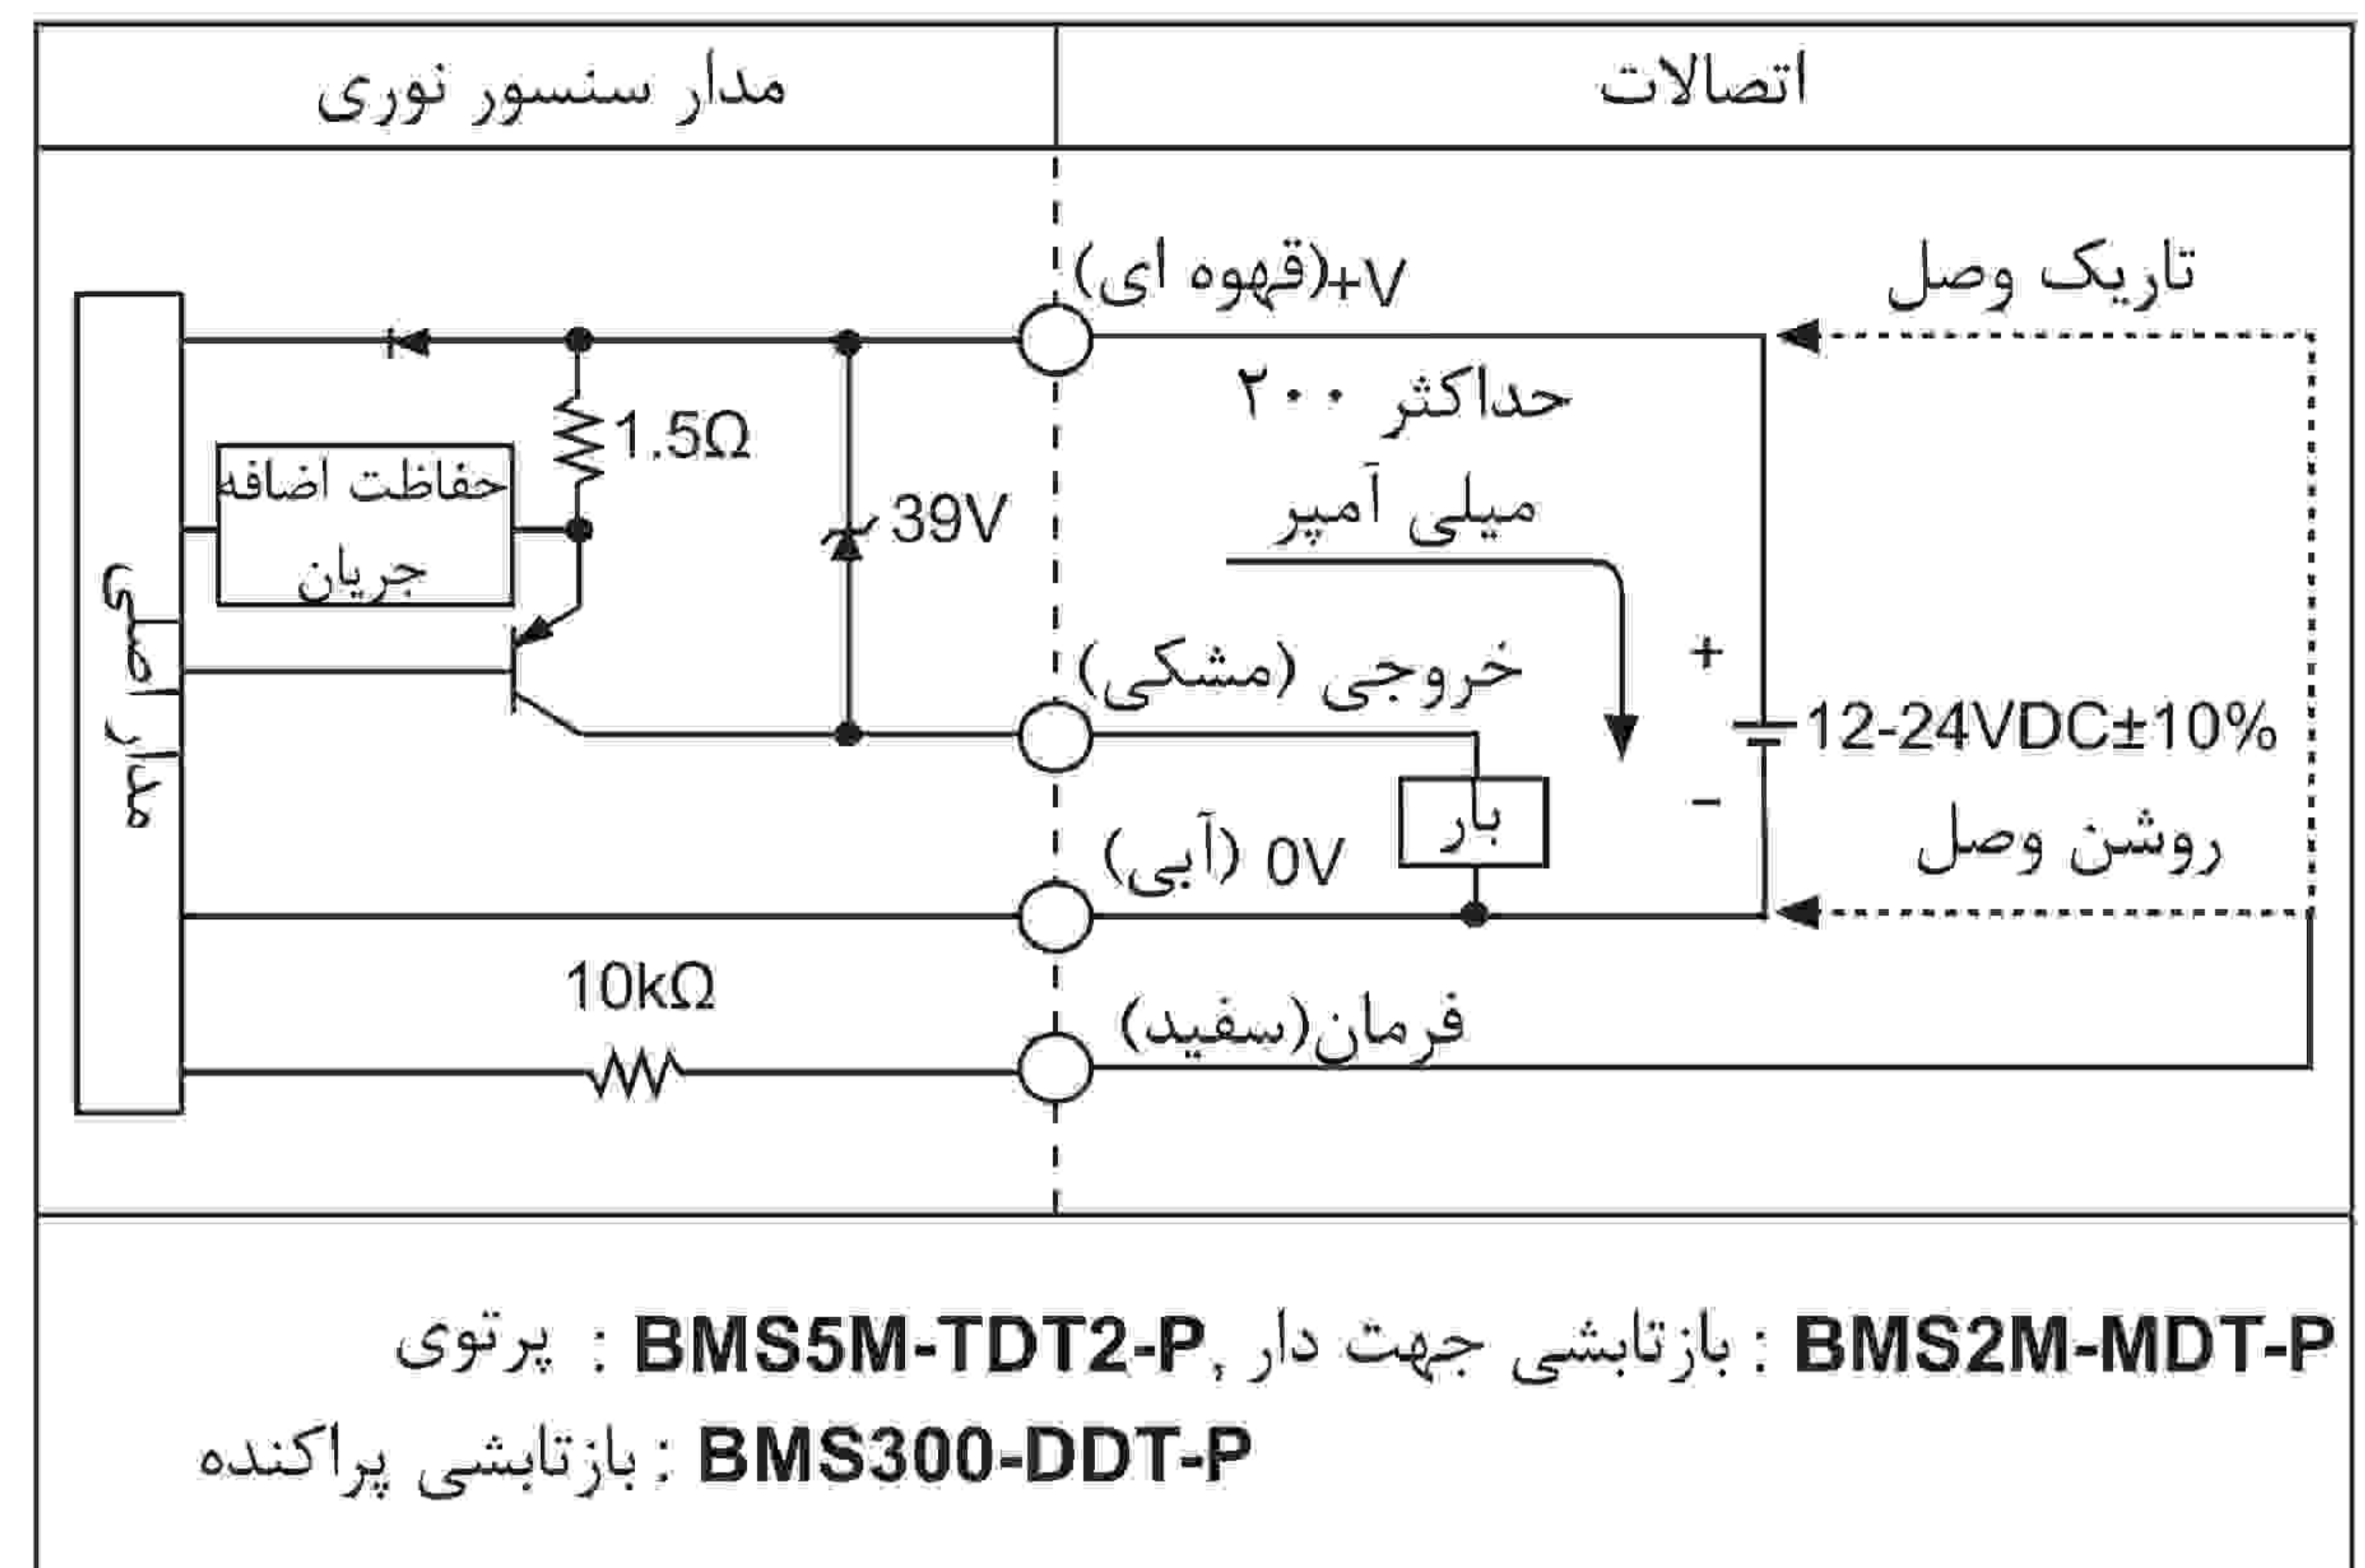 اتصالات
مدار سنسور نوری
تاریک وصل
+V(قهوه ای)
حداکثر ۲۰۰
میلی آمپر
1.5Ω
حفاظت اضافه
جریان
39V
خروجی (مشکی)
+
12-24VDC±10%
-
بار
روشن وصل
0V (آبی)
مدار اصلی
10kΩ
فرمان(سفید)
BMS2M-MDT-P : بازتابشی جهت دار , BMS5M-TDT2-P : پرتوی
BMS300-DDT-P : بازتابشی پراکنده